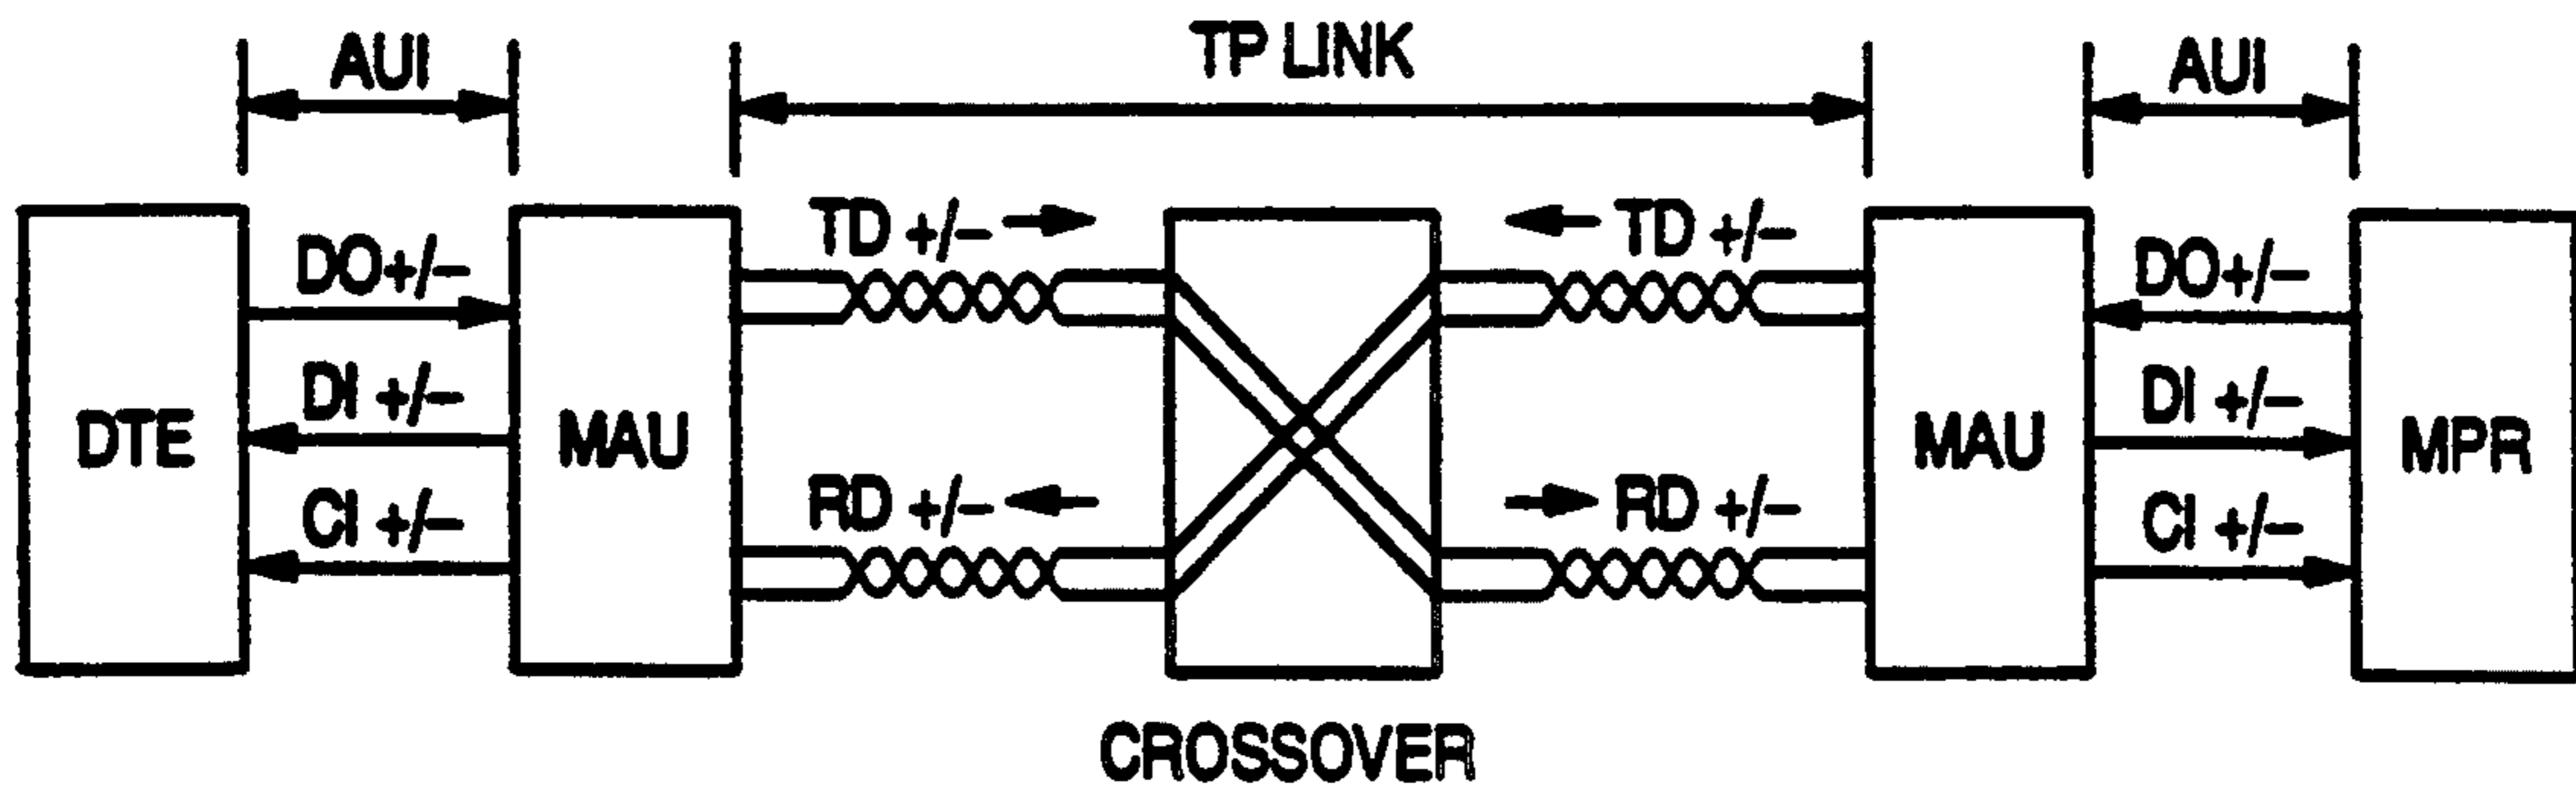 AUI
TP LINK
AUI
TD +/–
TD +/–
DO+/–
DO+/–
DI +/–
DI +/–
DTE
MAU
MAU
MPR
RD +/–
RD +/–
CI +/–
CI +/–
CROSSOVER